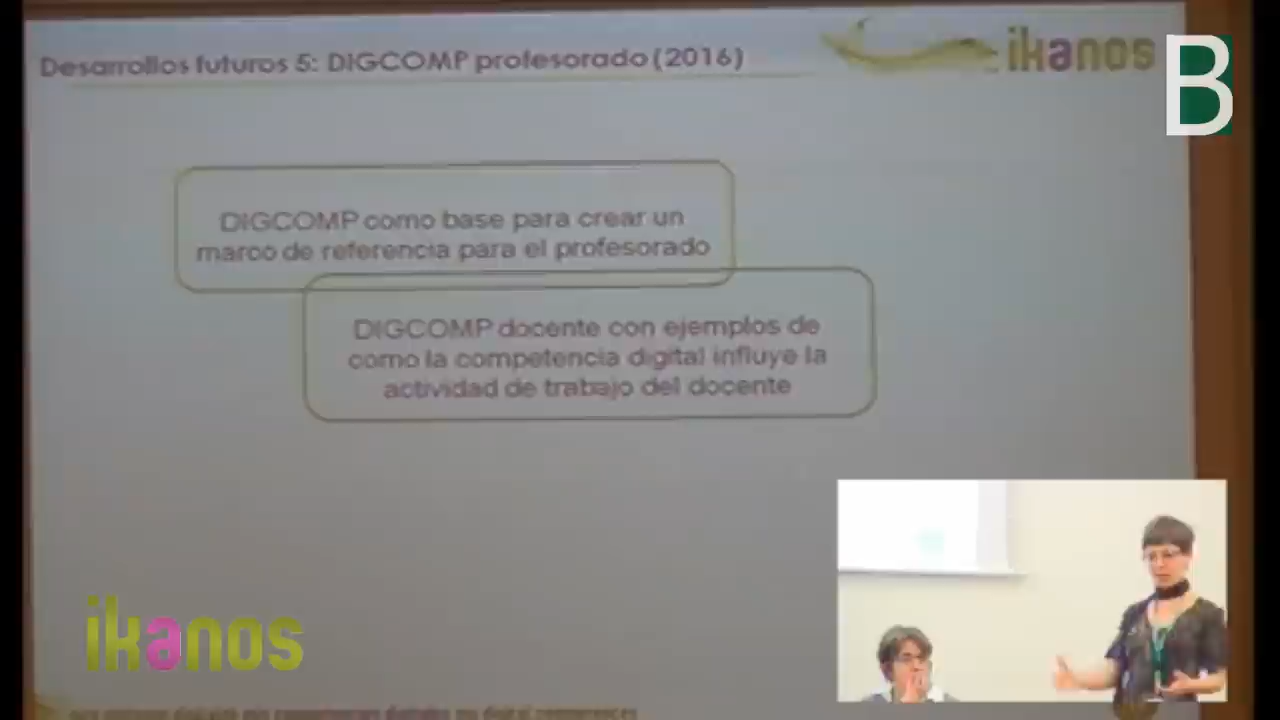 Desarrollos futuros 5: DIGCOMP profesorado (2016)
ikanos
B
DIGCOMP como base para crear un
marco de referencia para el profesorado
DIGCOMP docente con ejemplos de
como la competencia digital influye la
actividad de trabajo del docente
ikanos